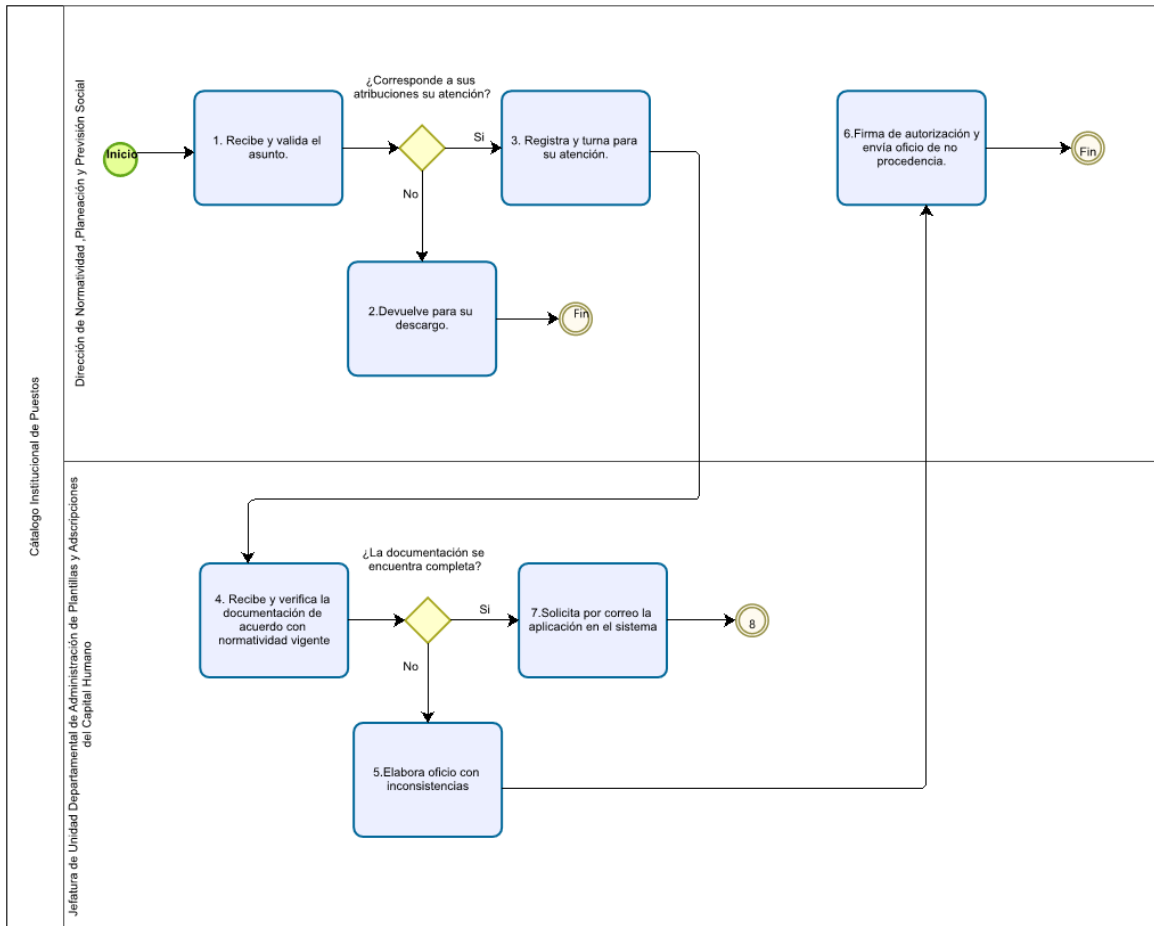 Cátalogo Institucional de Puestos
Dirección de Normatividad ,Planeación y Previsión Social
Inicio
1. Recibe y valida el
asunto.
¿Corresponde a sus
atribuciones su atención?
Si
No
3. Registra y turna para
su atención.
2.Devuelve para su
descargo.
Fin
6.Firma de autorización y
envía oficio de no
procedencia.
Fin
Jefatura de Unidad Departamental de Administración de Plantillas y Adscripciones
del Capital Humano
4. Recibe y verifica la
documentación de
acuerdo con
normatividad vigente
¿La documentación se
encuentra completa?
Si
No
7.Solicita por correo la
aplicación en el sistema
8
5.Elabora oficio con
inconsistencias